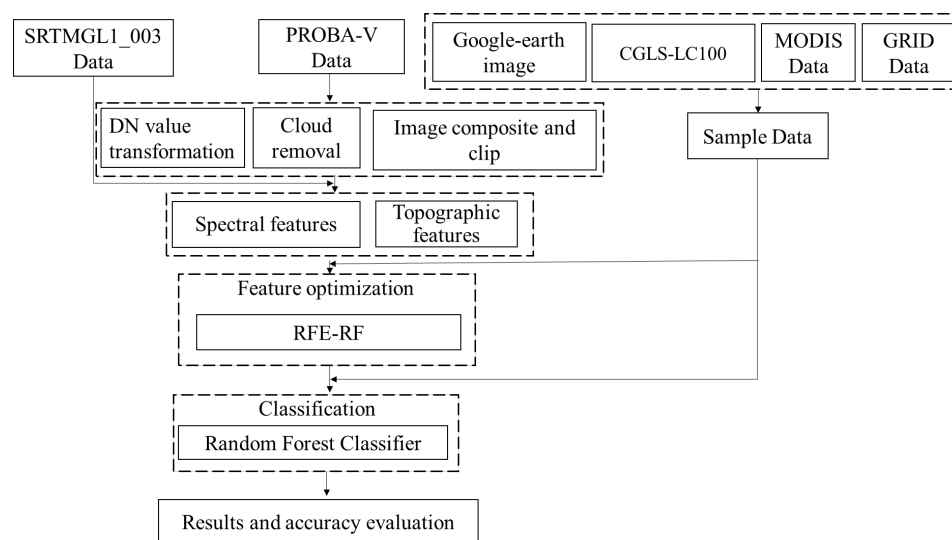 SRTMGL1_003
Data
PROBA-V
Data
Google-earth
image
CGLS-LC100
MODIS
Data
GRID
Data
DN value
transformation
Cloud
removal
Image composite and
clip
Sample Data
Spectral features
Topographic
features
Feature optimization
RFE-RF
Classification
Random Forest Classifier
Results and accuracy evaluation